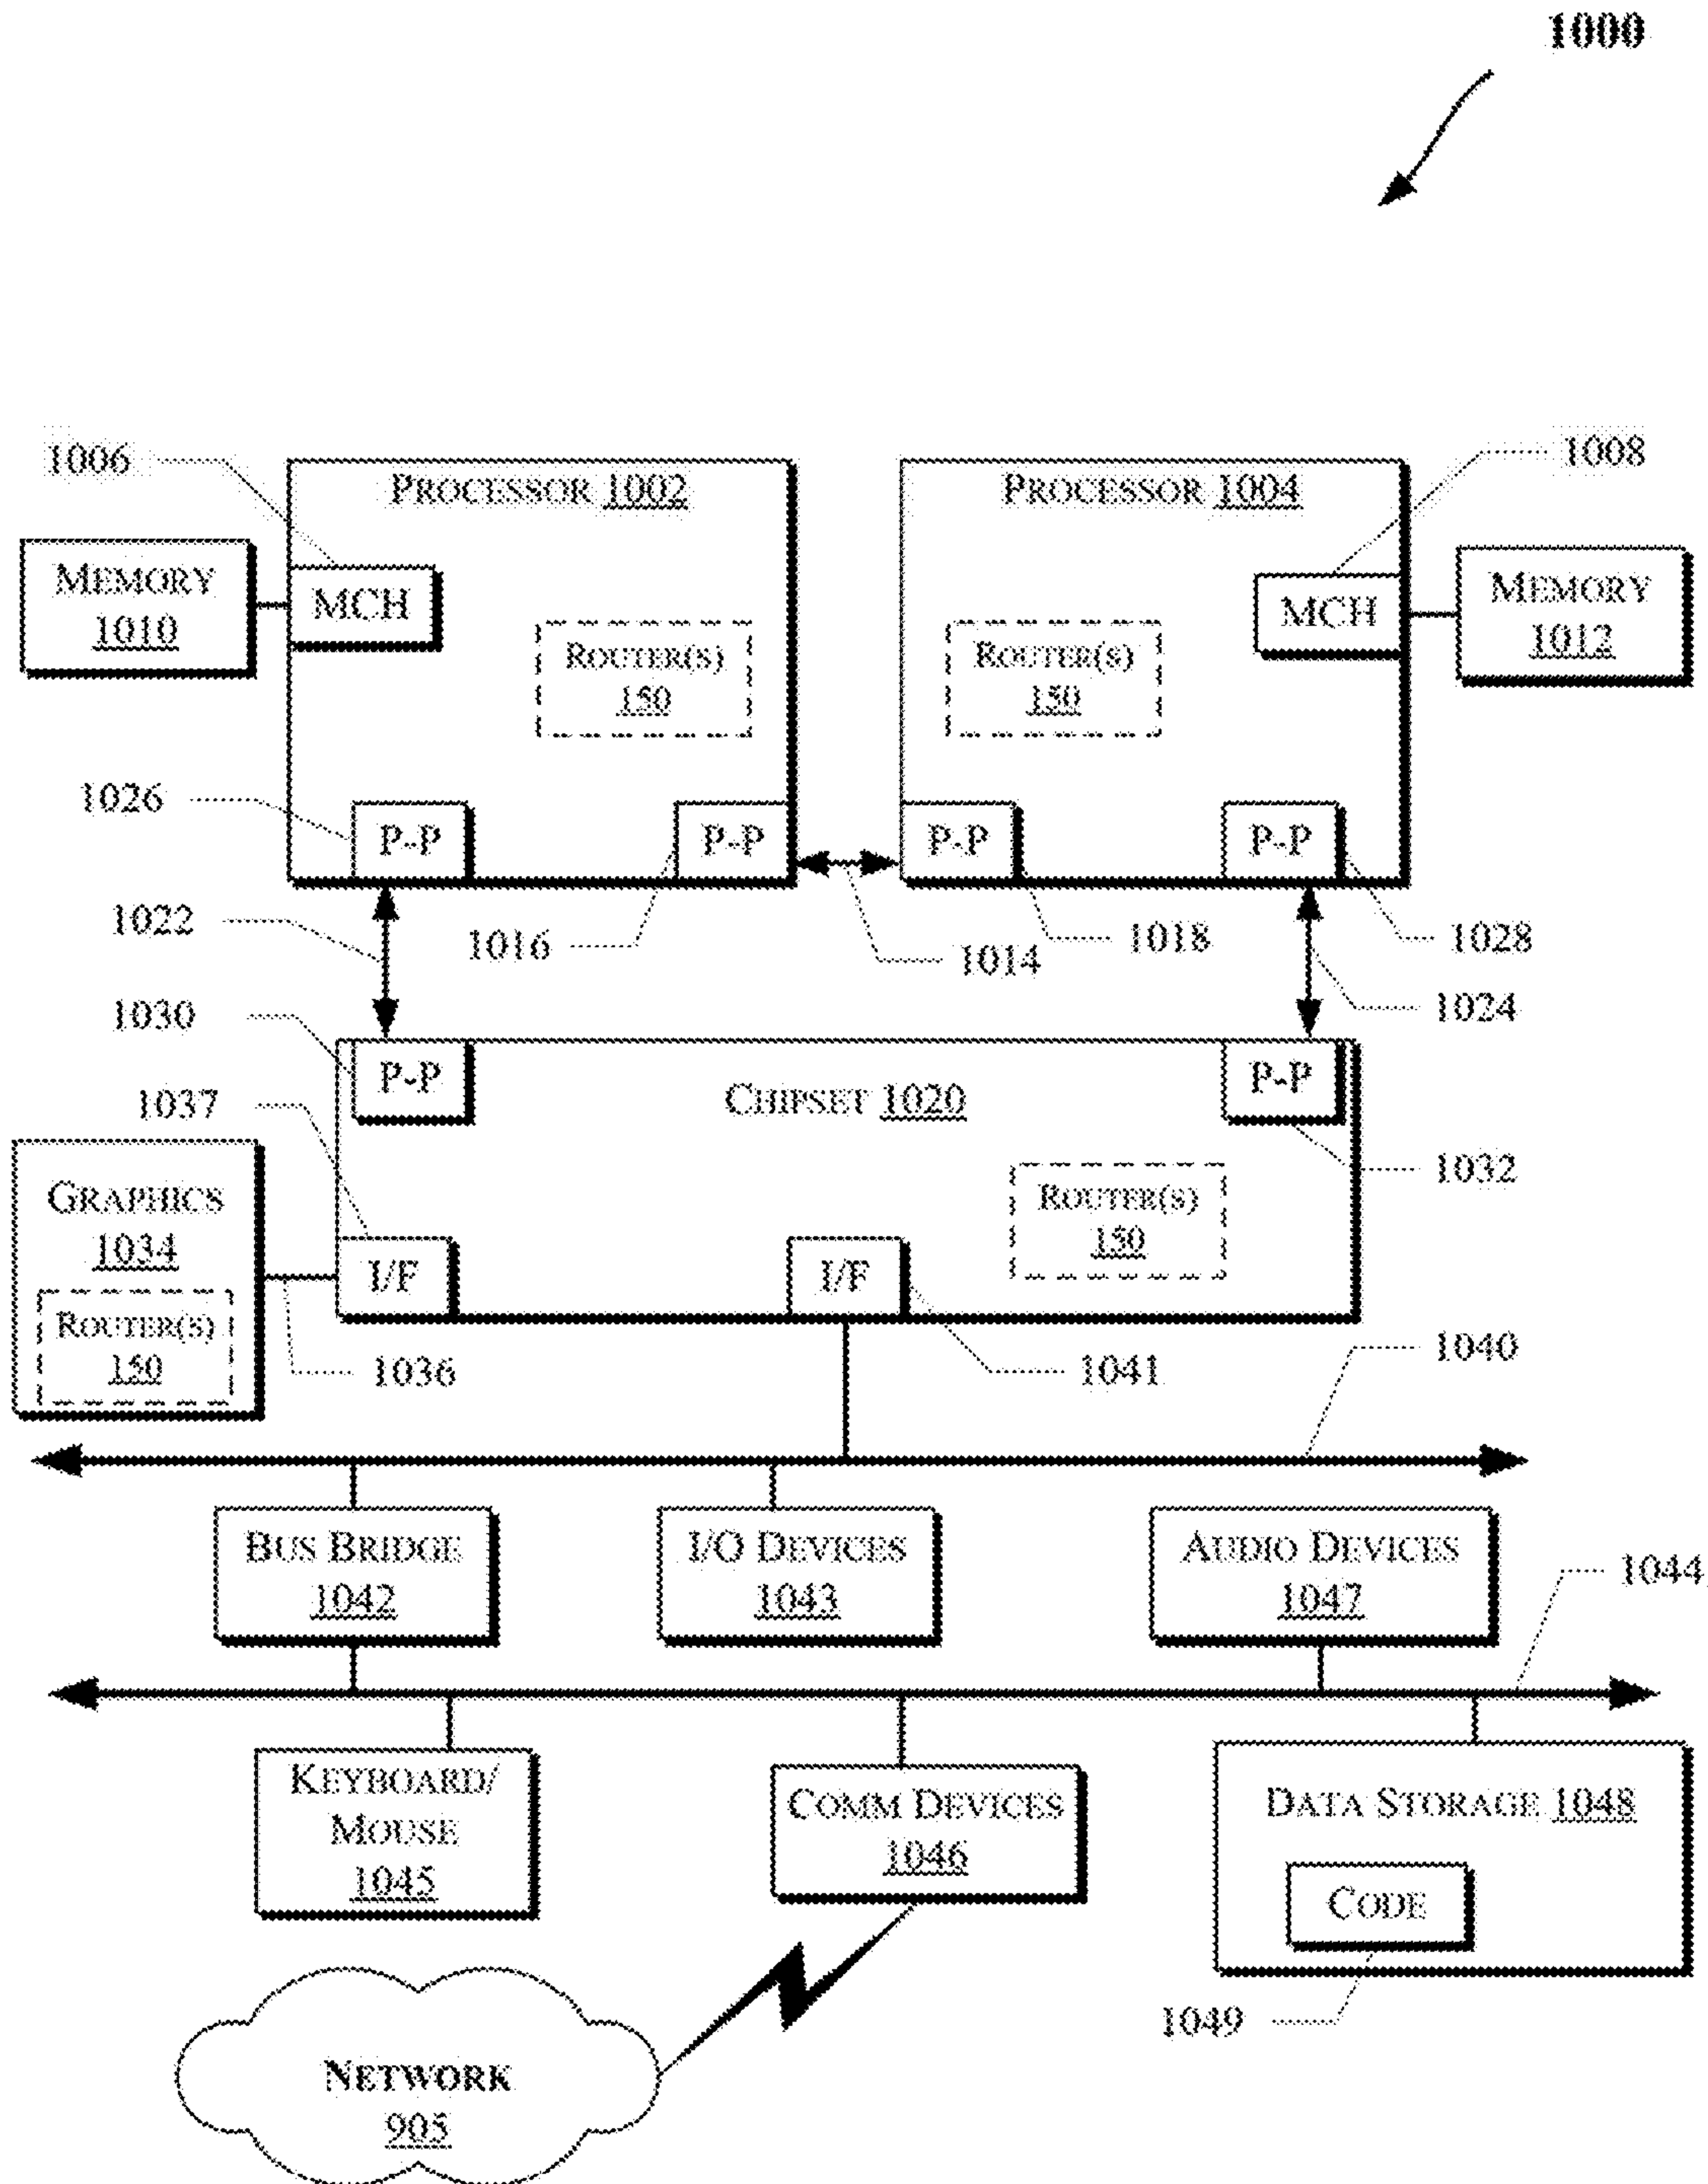 1000
1006
PROCESSOR 1002
PROCESSOR 1004
1008
MEMORY
1010
MCH
ROUTER(S)
150
ROUTER(S)
150
MCH
MEMORY
1012
1026
P-P
P-P
P-P
P-P
1022
1016
1014
1018
1028
1024
1030
P-P
CHIPSET 1020
P-P
1037
1032
GRAPHICS
1034
ROUTER(S)
150
I/F
I/F
ROUTER(S)
150
1036
1041
1040
BUS BRIDGE
1042
I/O DEVICES
1043
AUDIO DEVICES
1047
1044
KEYBOARD/
MOUSE
1045
COMM DEVICES
1046
DATA STORAGE 1048
CODE
1049
NETWORK
905